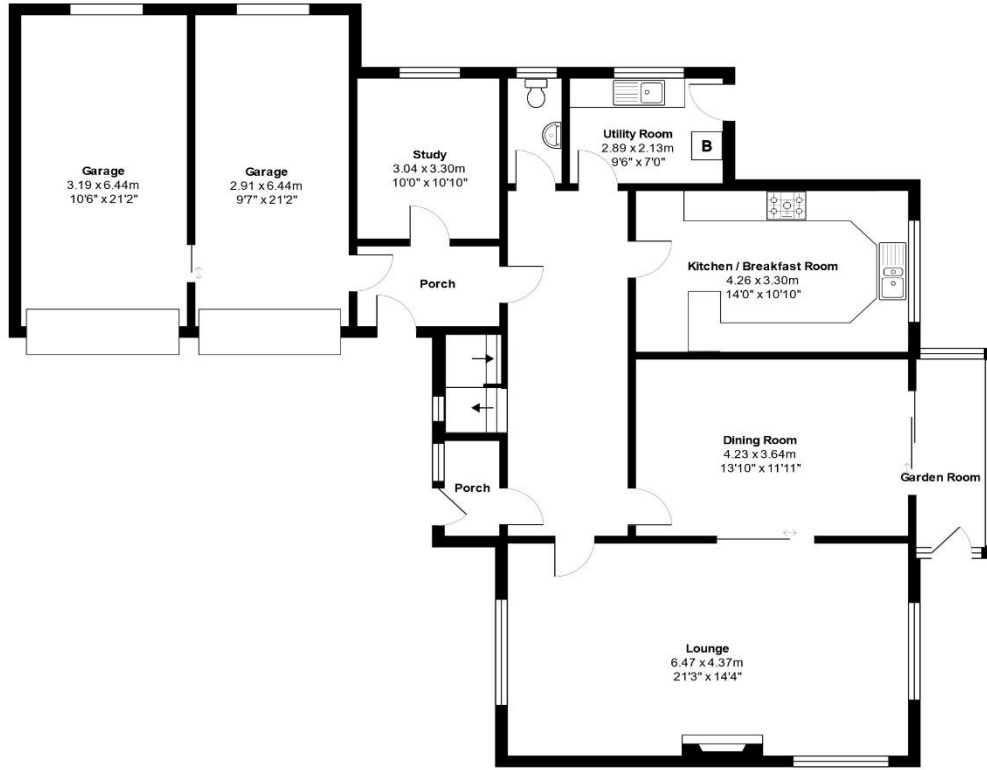 Garage
3.19 x 6.44m
10'6" x 21'2"
Garage
2.91 x 6.44m
9'7" x 21'2"
Study
3.04 x 3.30m
10'0" x 10'10"
Utility Room
2.89 x 2.13m
9'6" x 7'0"
B
Porch
Kitchen / Breakfast Room
4.26 x 3.30m
14'0" x 10'10"
Dining Room
4.23 x 3.64m
13'10" x 11'11"
Garden Room
Porch
Lounge
6.47 x 4.37m
21'3" x 14'4"